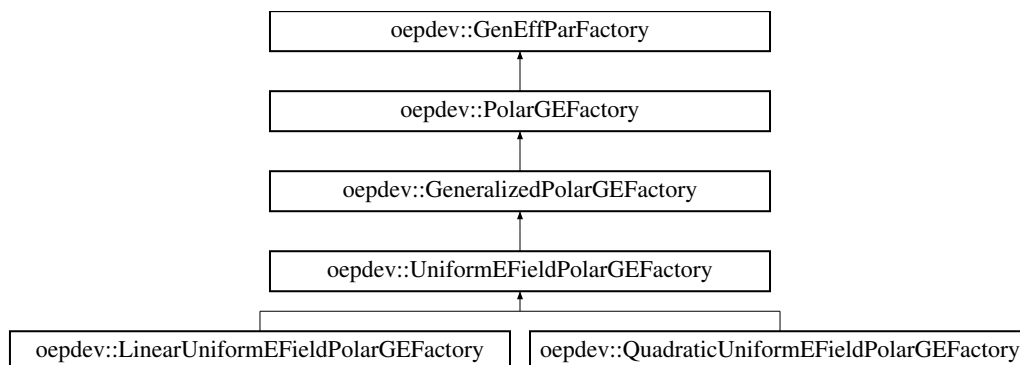 oepdev::GenEffParFactory
oepdev::PolarGEFactory
oepdev::GeneralizedPolarGEFactory
oepdev::UniformEFieldPolarGEFactory
oepdev::LinearUniformEFieldPolarGEFactory
oepdev::QuadraticUniformEFieldPolarGEFactory